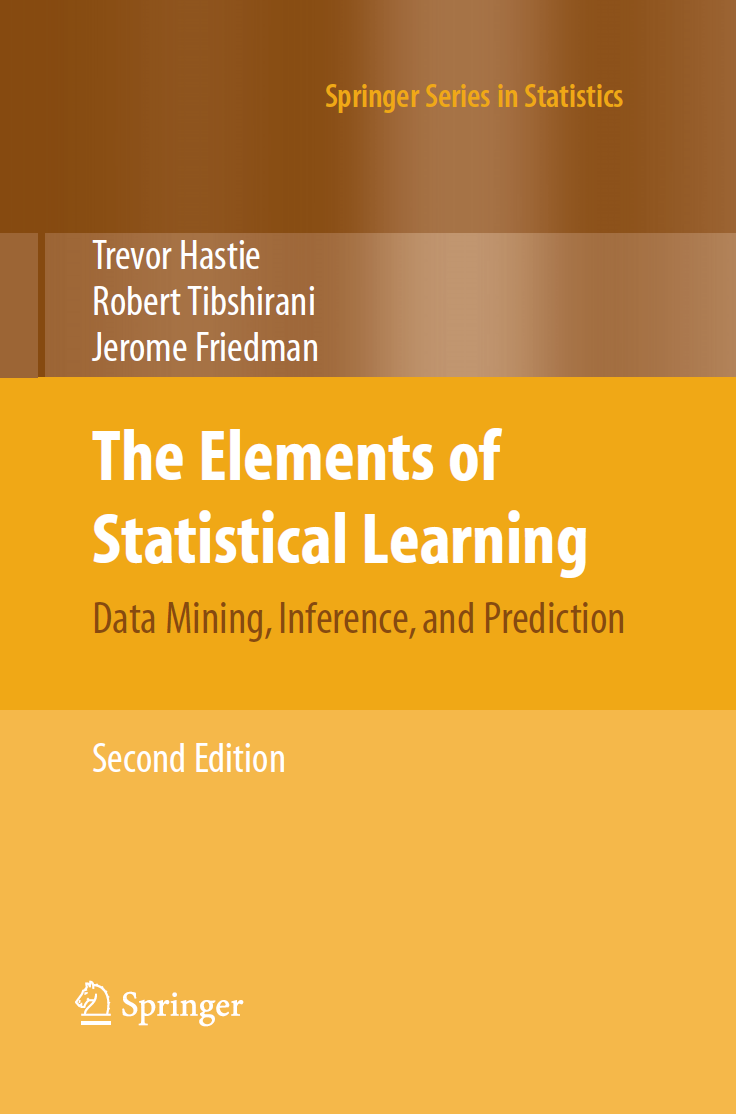 Springer Series in Statistics
Trevor Hastie
Robert Tibshirani
Jerome Friedman
The Elements of
Statistical Learning
Data Mining, Inference, and Prediction
Second Edition
Springer